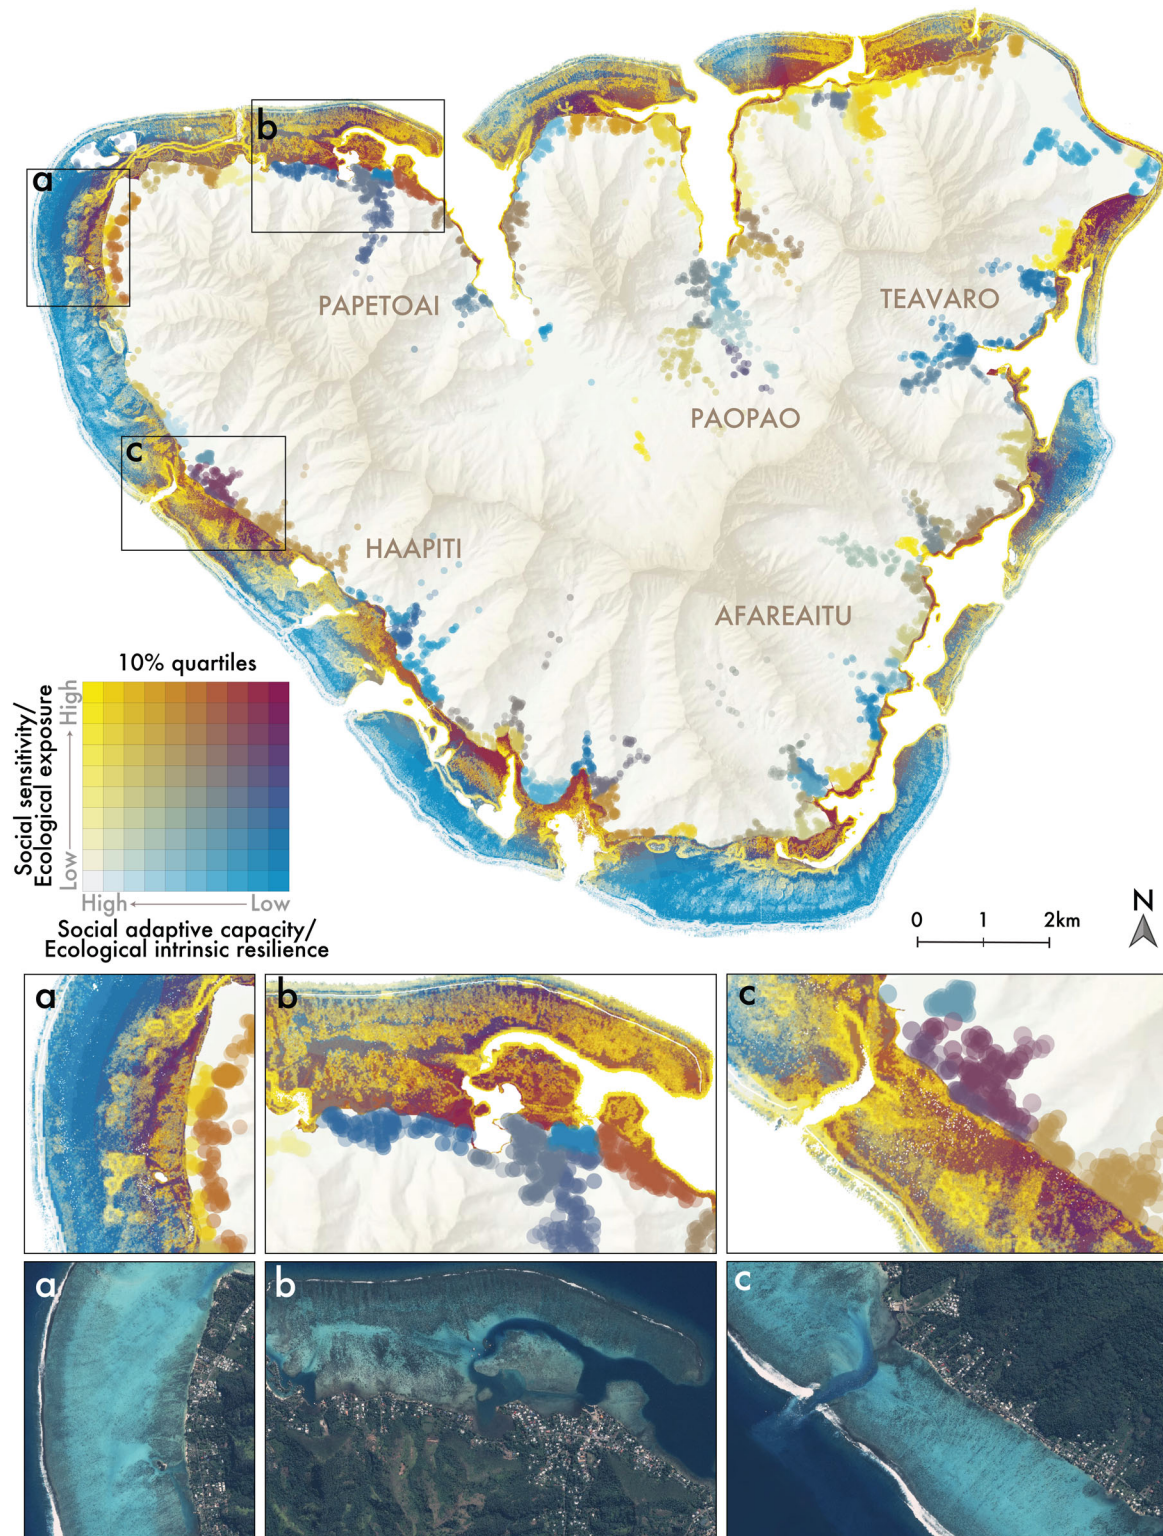 b
a
PAPETOAI
TEAVARO
PAOPAO
c
HAAPITI
AFAREAITU
10% quartiles
Social sensitivity/
Ecological exposure
High
Low
High
Low
Social adaptive capacity/
Ecological intrinsic resilience
0 1 2km
N
a
b
c
a
b
c